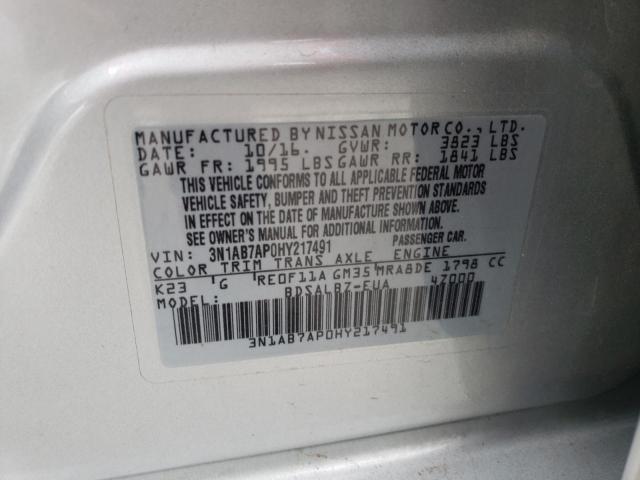 MANUFACTURED BY NISSAN MOTOR CO., LTD.
DATE: 10/16. GVWR: 3823 LBS
GAWR FR: 1995 LBS GAWR RR: 1841 LBS
THIS VEHICLE CONFORMS TO ALL APPLICABLE FEDERAL MOTOR
VEHICLE SAFETY, BUMPER AND THEFT PREVENTION STANDARDS
IN EFFECT ON THE DATE OF MANUFACTURE SHOWN ABOVE.
SEE OWNER'S MANUAL FOR ADDITIONAL INFORMATION.
VIN: 3N1AB7AP0HY217491 PASSENGER CAR.
COLOR TRIM TRANS AXLE ENGINE
K23 G RE0F11A GM35 MRA8DE 1798 CC
MODEL: BDSALBZ-EUA 4Z000
3N1AB7AP0HY217491